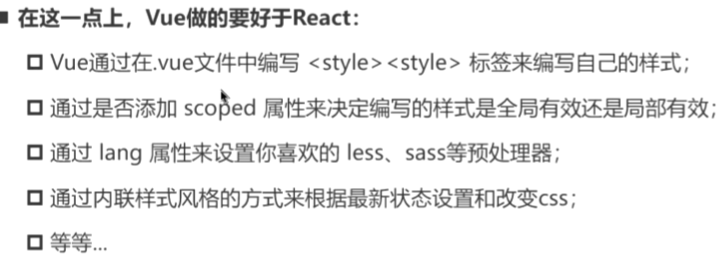 在这一点上，Vue做的要好于React：
Vue通过在.vue文件中编写 <style><style> 标签来编写自己的样式；
通过是否添加 scoped 属性来决定编写的样式是全局有效还是局部有效；
通过 lang 属性来设置你喜欢的 less、sass等预处理器；
通过内联样式风格的方式来根据最新状态设置和改变css；
等等...